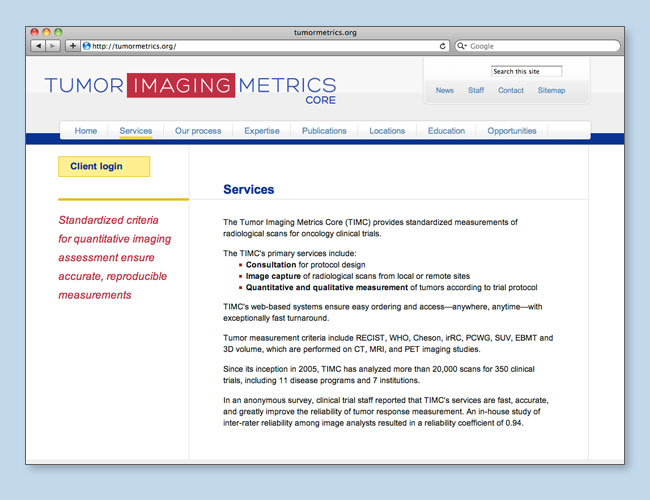 tumormetrics.org
http://tumormetrics.org/
Google
TUMOR IMAGING METRICS
CORE
Search this site
News Staff Contact Sitemap
Home Services Our process Expertise Publications Locations Education Opportunities
Client login
Standardized criteria
for quantitative imaging
assessment ensure
accurate, reproducible
measurements
Services
The Tumor Imaging Metrics Core (TIMC) provides standardized measurements of
radiological scans for oncology clinical trials.
The TIMC's primary services include:
Consultation for protocol design
Image capture of radiological scans from local or remote sites
Quantitative and qualitative measurement of tumors according to trial protocol
TIMC's web-based systems ensure easy ordering and access—anywhere, anytime—with
exceptionally fast turnaround.
Tumor measurement criteria include RECIST, WHO, Cheson, irRC, PCWG, SUV, EBMT and
3D volume, which are performed on CT, MRI, and PET imaging studies.
Since its inception in 2005, TIMC has analyzed more than 20,000 scans for 350 clinical
trials, including 11 disease programs and 7 institutions.
In an anonymous survey, clinical trial staff reported that TIMC's services are fast, accurate,
and greatly improve the reliability of tumor response measurement. An in-house study of
inter-rater reliability among image analysts resulted in a reliability coefficient of 0.94.